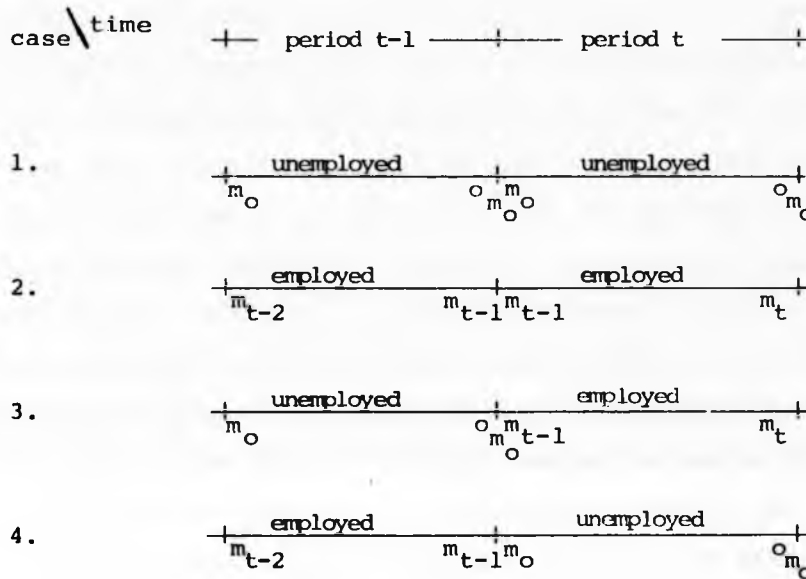 case\time period t-1 period t
1. unemployed unemployed
m_o o m_o m_o o m_o
2. employed employed
m_t-2 m_t-1 m_t-1 m_t
3. unemployed employed
m_o o m_o m_t-1 m_t
4. employed unemployed
m_t-2 m_t-1 m_o o m_o